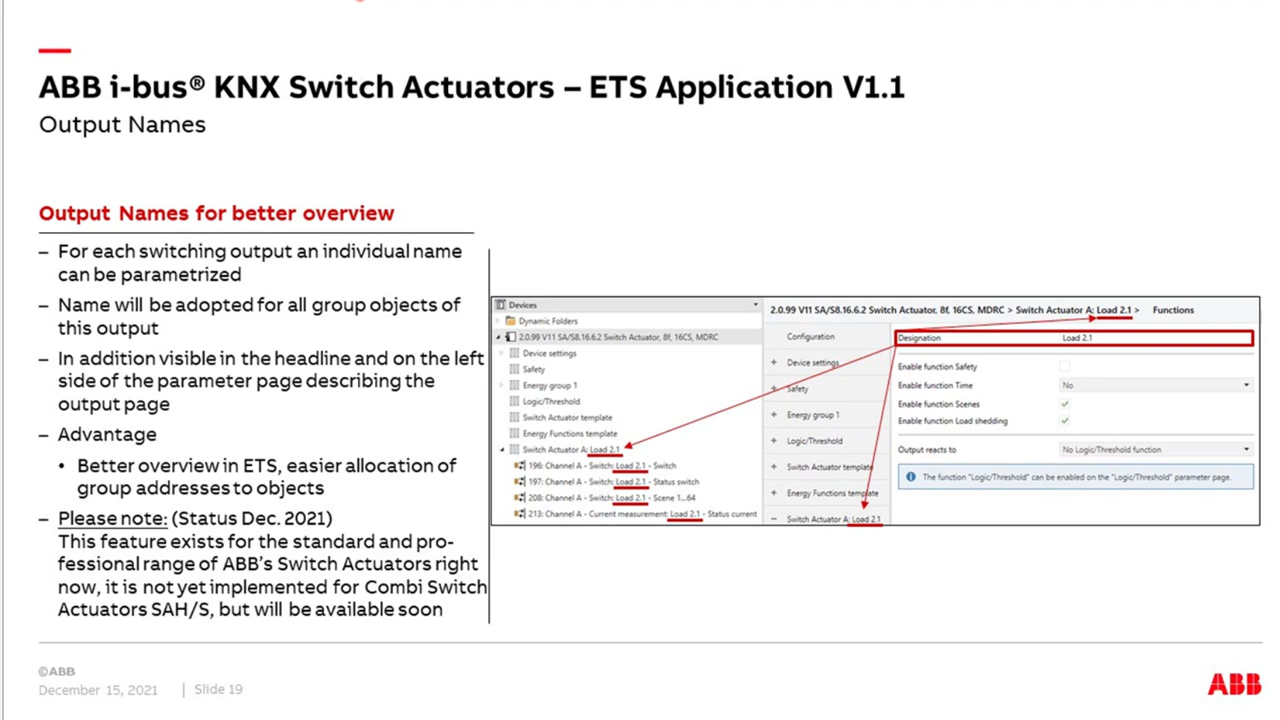 ABB i-bus® KNX Switch Actuators – ETS Application V1.1
Output Names
Output Names for better overview
– For each switching output an individual name
can be parametrized
– Name will be adopted for all group objects of
this output
– In addition visible in the headline and on the left
side of the parameter page describing the
output page
– Advantage
• Better overview in ETS, easier allocation of
group addresses to objects
– Please note: (Status Dec. 2021)
This feature exists for the standard and pro-
fessional range of ABB's Switch Actuators right
now, it is not yet implemented for Combi Switch
Actuators SAH/S, but will be available soon
Devices
Dynamic Folders
2.0.99 V11 SA/S8.16.6.2 Switch Actuator, 8f, 16CS, MDRC
Device settings
Safety
Energy group 1
Logic/Threshold
Switch Actuator template
Energy Functions template
Switch Actuator A: Load 2.1
196: Channel A - Switch: Load 2.1 - Switch
197: Channel A - Switch: Load 2.1 - Status switch
208: Channel A - Switch: Load 2.1 - Scene 1...64
213: Channel A - Current measurement: Load 2.1 - Status current
2.0.99 V11 SA/S8.16.6.2 Switch Actuator, 8f, 16CS, MDRC > Switch Actuator A: Load 2.1 > Functions
Configuration
+ Device settings
+ Safety
+ Energy group 1
+ Logic/Threshold
+ Switch Actuator template
+ Energy Functions template
– Switch Actuator A: Load 2.1
Designation Load 2.1
Enable function Safety
Enable function Time No
Enable function Scenes
Enable function Load shedding
Output reacts to No Logic/Threshold function
The function "Logic/Threshold" can be enabled on the "Logic/Threshold" parameter page.
©ABB
December 15, 2021 | Slide 19
ABB